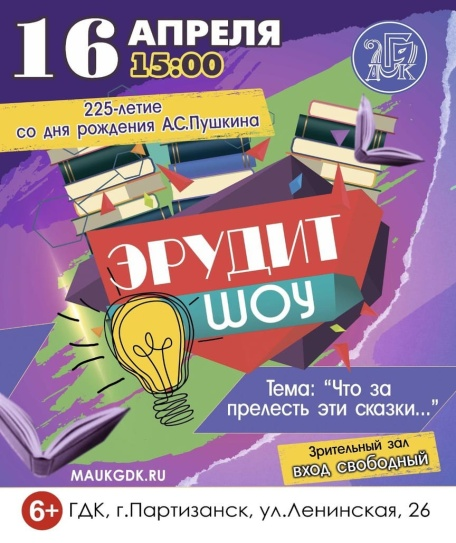 16 АПРЕЛЯ
15:00
ГДК
225-летие
со дня рождения А.С.Пушкина
ЭРУДИТ
ШОУ
Тема: “Что за
прелесть эти сказки...”
Зрительный зал
вход свободный
MAUKGDK.RU
6+ ГДК, г.Партизанск, ул.Ленинская, 26